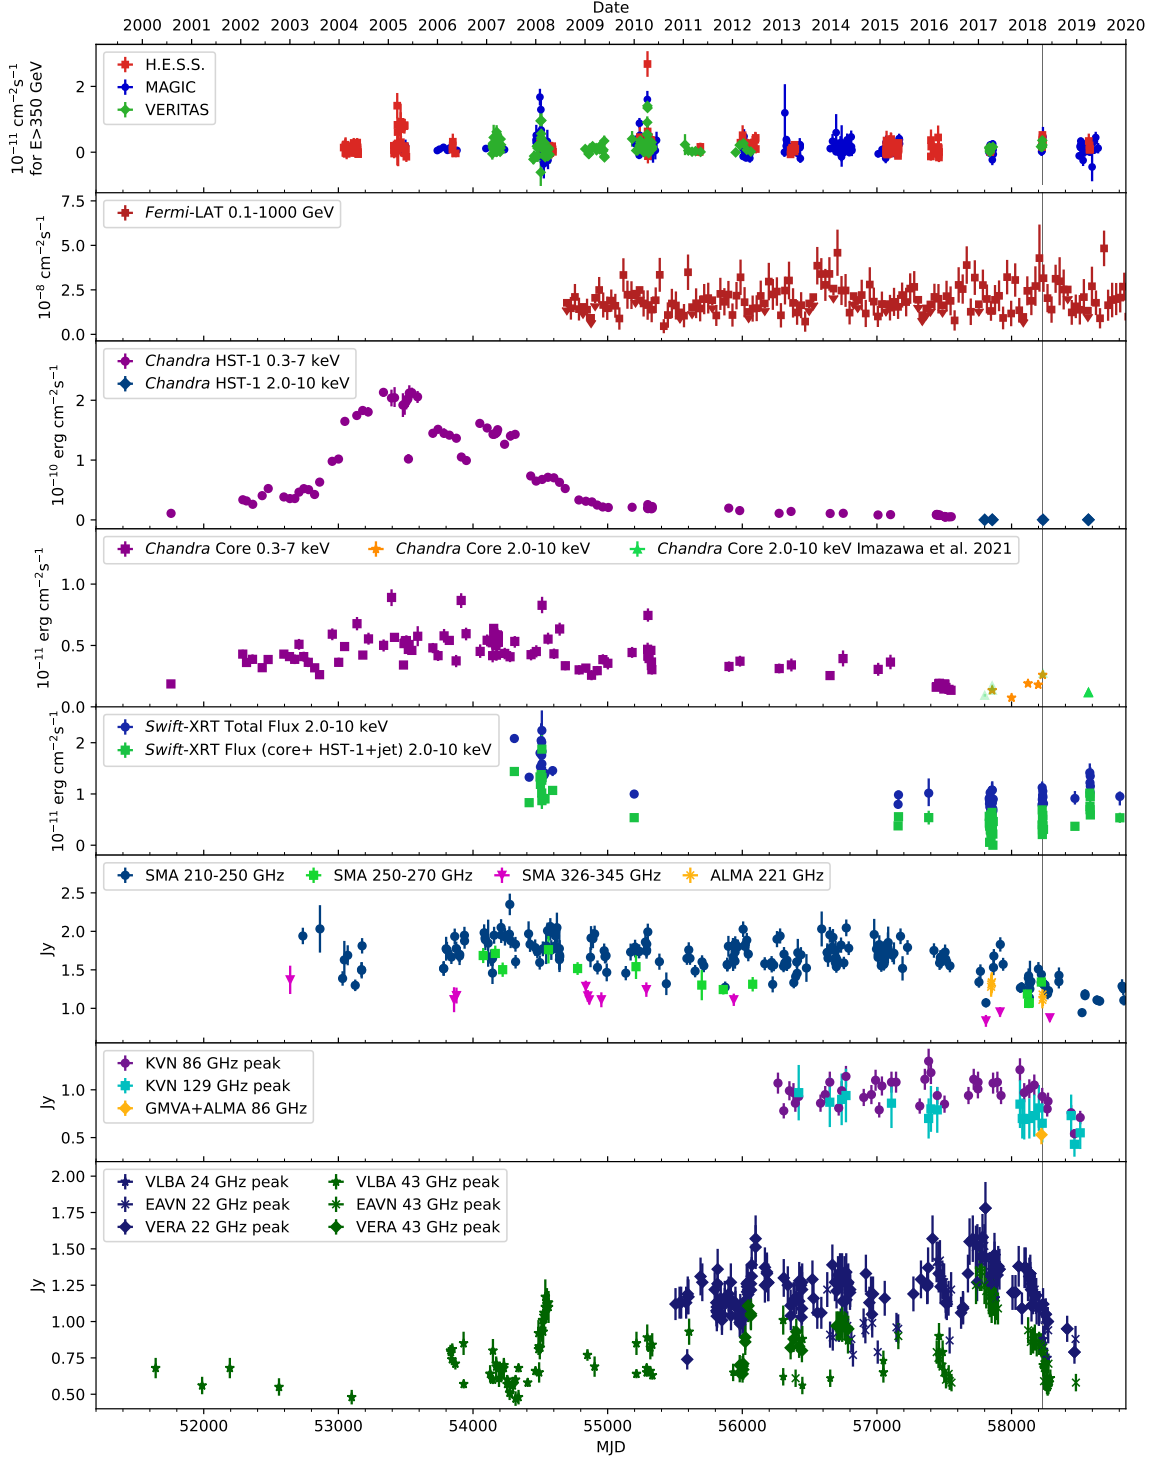 Date
2000 2001 2002 2003 2004 2005 2006 2007 2008 2009 2010 2011 2012 2013 2014 2015 2016 2017 2018 2019 2020
10⁻¹¹ cm⁻²s⁻¹
for E>350 GeV
2
0
H.E.S.S.
MAGIC
VERITAS
10⁻⁸ cm⁻²s⁻¹
7.5
5.0
2.5
0.0
Fermi-LAT 0.1-1000 GeV
10⁻¹⁰ erg cm⁻²s⁻¹
2
1
0
Chandra HST-1 0.3-7 keV
Chandra HST-1 2.0-10 keV
10⁻¹¹ erg cm⁻²s⁻¹
1.0
0.5
0.0
Chandra Core 0.3-7 keV Chandra Core 2.0-10 keV Chandra Core 2.0-10 keV Imazawa et al. 2021
10⁻¹¹ erg cm⁻²s⁻¹
2
1
0
Swift-XRT Total Flux 2.0-10 keV
Swift-XRT Flux (core+ HST-1+jet) 2.0-10 keV
Jy
2.5
2.0
1.5
1.0
SMA 210-250 GHz SMA 250-270 GHz SMA 326-345 GHz ALMA 221 GHz
Jy
1.0
0.5
KVN 86 GHz peak
KVN 129 GHz peak
GMVA+ALMA 86 GHz
Jy
2.00
1.75
1.50
1.25
1.00
0.75
0.50
VLBA 24 GHz peak VLBA 43 GHz peak
EAVN 22 GHz peak EAVN 43 GHz peak
VERA 22 GHz peak VERA 43 GHz peak
52000 53000 54000 55000 56000 57000 58000
MJD